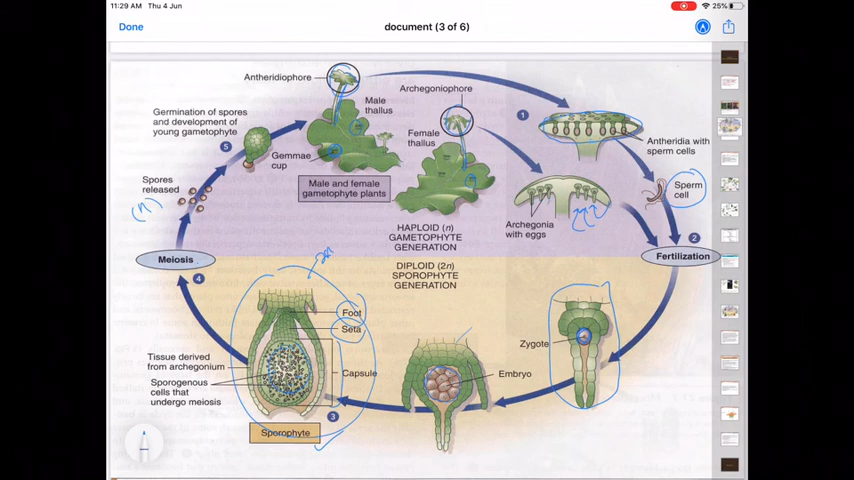 11:29 AM Thu 4 Jun
25%
Done
document (3 of 6)
Antheridiophore
Archegoniophore
Male
thallus
Germination of spores
and development of
young gametophyte
1
Female
thallus
Antheridia with
sperm cells
5
Gemmae
cup
Spores
released
(n)
Male and female
gametophyte plants
Sperm
cell
Archegonia
with eggs
HAPLOID (n)
GAMETOPHYTE
GENERATION
2
Meiosis
Fertilization
DIPLOID (2n)
SPOROPHYTE
GENERATION
2n
4
Foot
Seta
Zygote
Tissue derived
from archegonium
Capsule
Embryo
Sporogenous
cells that
undergo meiosis
3
Sporophyte